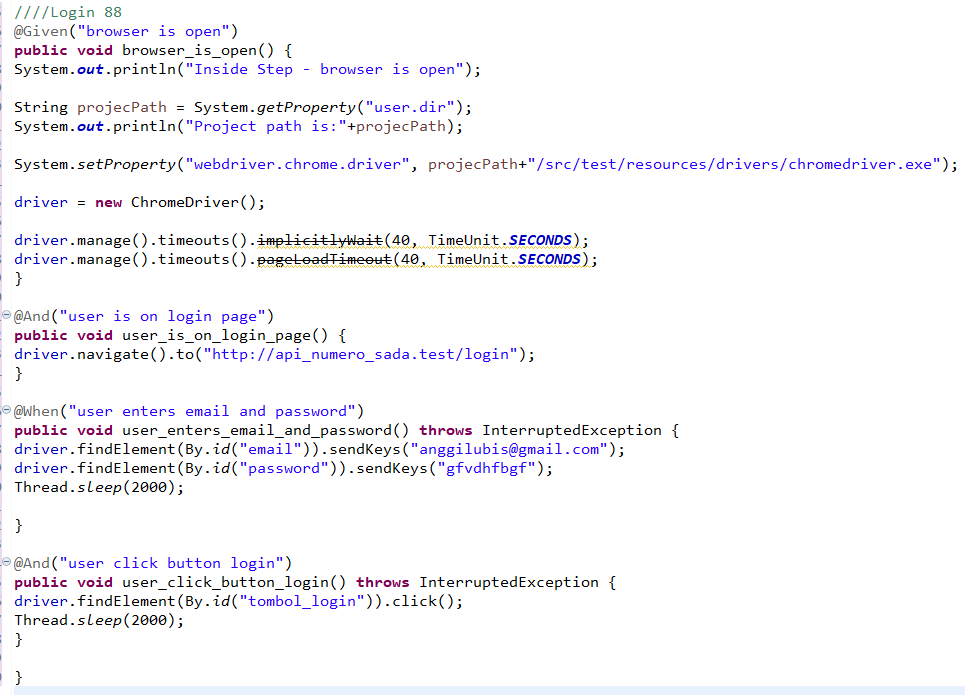 ////Login 88
@Given("browser is open")
public void browser_is_open() {
System.out.println("Inside Step - browser is open");
String projecPath = System.getProperty("user.dir");
System.out.println("Project path is:"+projecPath);
System.setProperty("webdriver.chrome.driver", projecPath+"/src/test/resources/drivers/chromedriver.exe");
driver = new ChromeDriver();
driver.manage().timeouts().implicitlyWait(40, TimeUnit.SECONDS);
driver.manage().timeouts().pageLoadTimeout(40, TimeUnit.SECONDS);
}
@And("user is on login page")
public void user_is_on_login_page() {
driver.navigate().to("http://api_numero_sada.test/login");
}
@When("user enters email and password")
public void user_enters_email_and_password() throws InterruptedException {
driver.findElement(By.id("email")).sendKeys("anggilubis@gmail.com");
driver.findElement(By.id("password")).sendKeys("gfvdhfbgf");
Thread.sleep(2000);
}
@And("user click button login")
public void user_click_button_login() throws InterruptedException {
driver.findElement(By.id("tombol_login")).click();
Thread.sleep(2000);
}
}